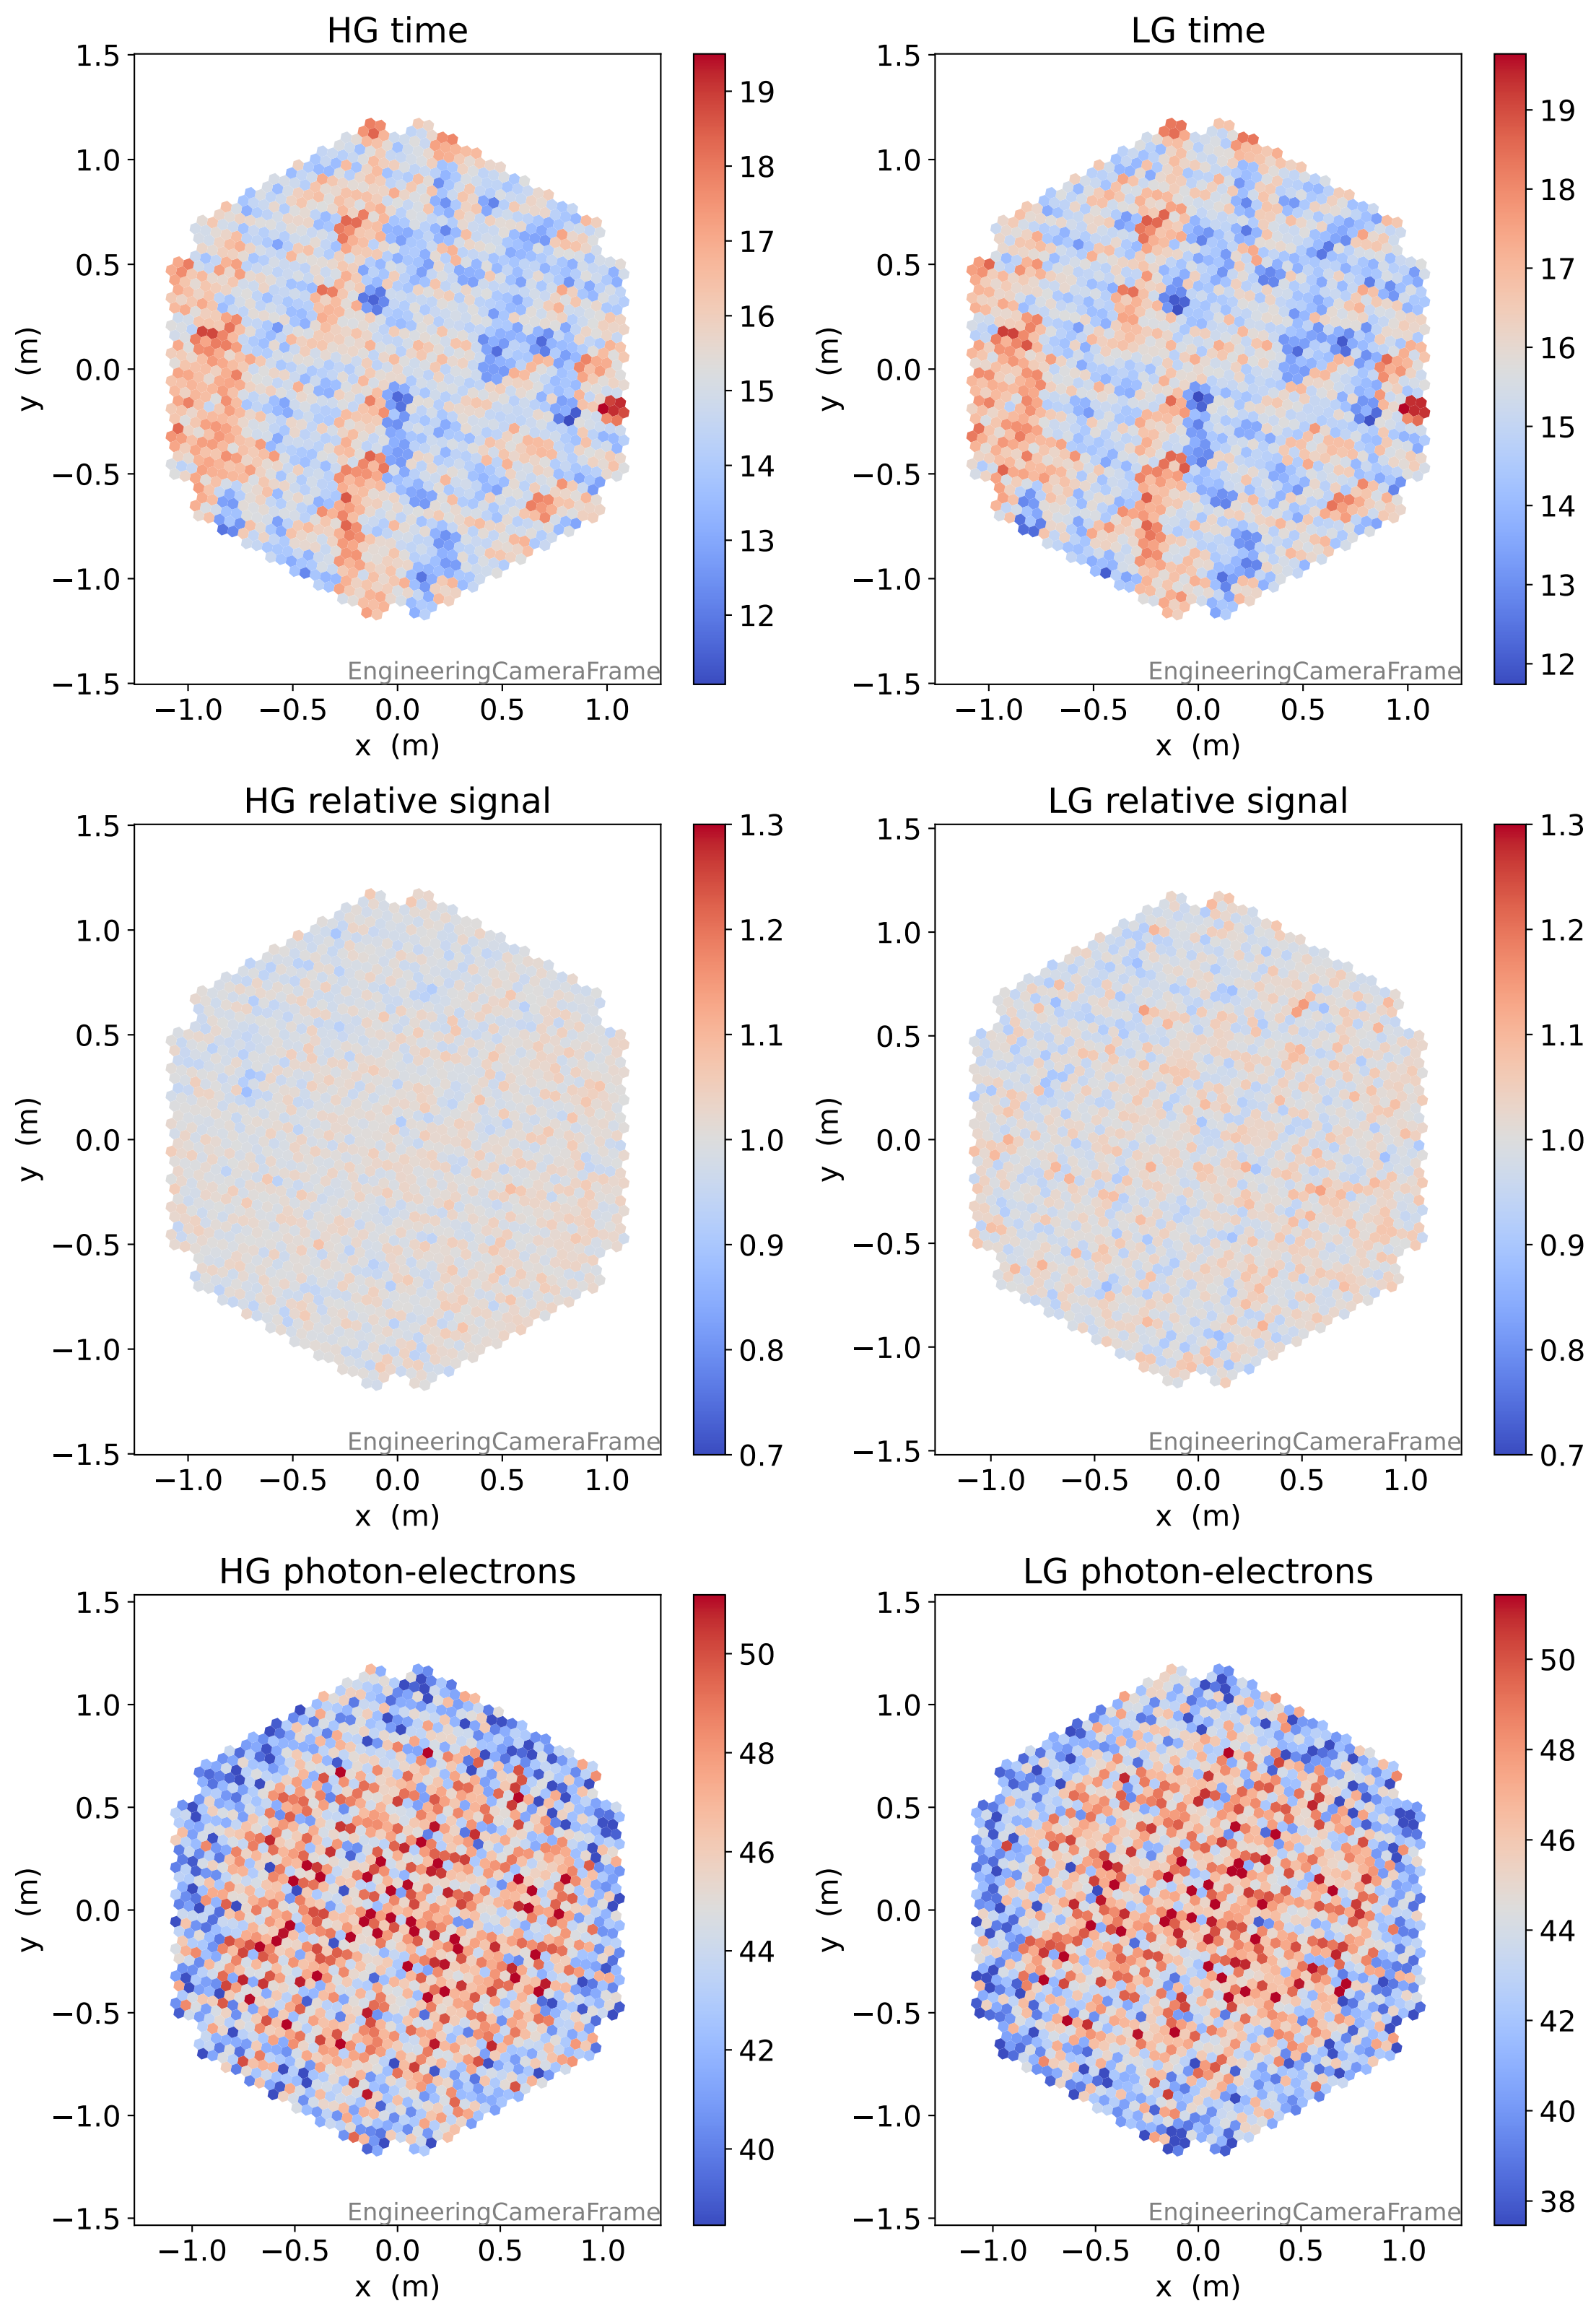 HG time
1.5
1.0
0.5
0.0
−0.5
−1.0
−1.5
y (m)
−1.0 −0.5 0.0 0.5 1.0
x (m)
EngineeringCameraFrame
19
18
17
16
15
14
13
12
LG time
1.5
1.0
0.5
0.0
−0.5
−1.0
−1.5
y (m)
−1.0 −0.5 0.0 0.5 1.0
x (m)
EngineeringCameraFrame
19
18
17
16
15
14
13
12
HG relative signal
1.5
1.0
0.5
0.0
−0.5
−1.0
−1.5
y (m)
−1.0 −0.5 0.0 0.5 1.0
x (m)
EngineeringCameraFrame
1.3
1.2
1.1
1.0
0.9
0.8
0.7
LG relative signal
1.5
1.0
0.5
0.0
−0.5
−1.0
−1.5
y (m)
−1.0 −0.5 0.0 0.5 1.0
x (m)
EngineeringCameraFrame
1.3
1.2
1.1
1.0
0.9
0.8
0.7
HG photon-electrons
1.5
1.0
0.5
0.0
−0.5
−1.0
−1.5
y (m)
−1.0 −0.5 0.0 0.5 1.0
x (m)
EngineeringCameraFrame
50
48
46
44
42
40
LG photon-electrons
1.5
1.0
0.5
0.0
−0.5
−1.0
−1.5
y (m)
−1.0 −0.5 0.0 0.5 1.0
x (m)
EngineeringCameraFrame
50
48
46
44
42
40
38